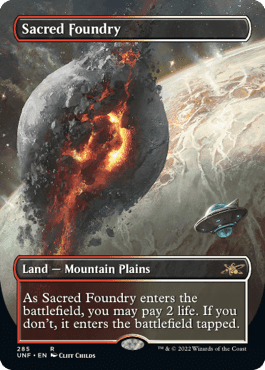 Sacred Foundry
Land — Mountain Plains
As Sacred Foundry enters the
battlefield, you may pay 2 life. If you
don't, it enters the battlefield tapped.
285 R
UNF • EN Cliff Childs
™ & © 2022 Wizards of the Coast